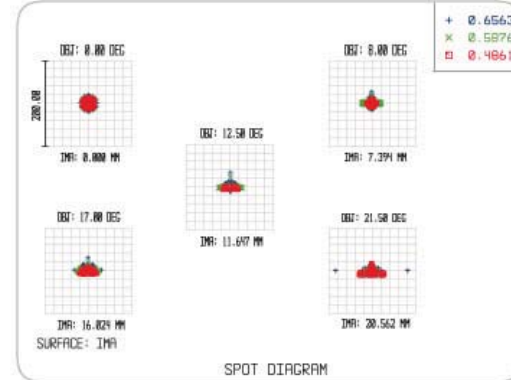 + 0.6563
× 0.5876
0.4861
OBJ: 0.00 DEG
OBJ: 8.00 DEG
200.00
OBJ: 12.50 DEG
IMA: 0.000 MM
IMA: 7.394 MM
OBJ: 17.00 DEG
OBJ: 21.50 DEG
IMA: 11.647 MM
IMA: 16.024 MM
IMA: 20.562 MM
SURFACE: IMA
SPOT DIAGRAM